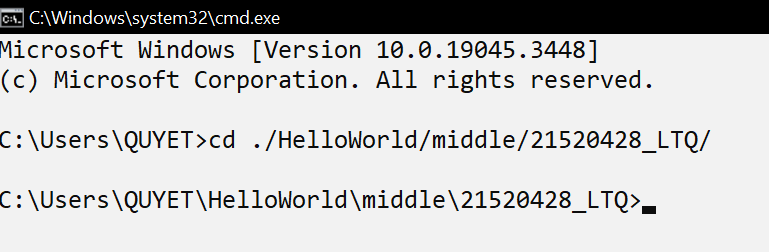 C:\Windows\system32\cmd.exe
Microsoft Windows [Version 10.0.19045.3448]
(c) Microsoft Corporation. All rights reserved.
C:\Users\QUYET>cd ./HelloWorld/middle/21520428_LTQ/
C:\Users\QUYET\HelloWorld\middle\21520428_LTQ>